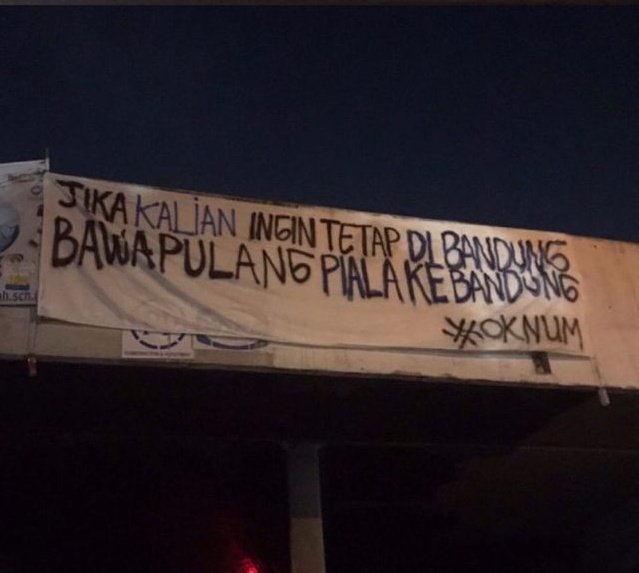 JIKA KALIAN INGIN TETAP DI BANDUNG
BAWA PULANG PIALA KE BANDUNG
#OKNUM